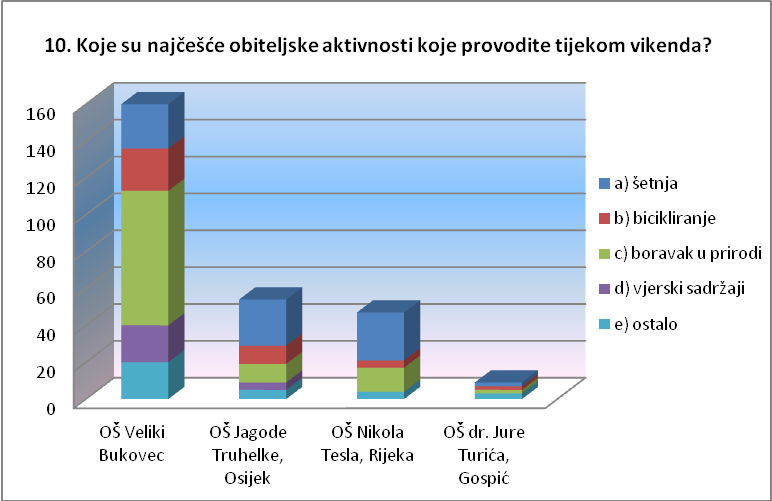 10. Koje su najčešće obiteljske aktivnosti koje provodite tijekom vikenda?
160
140
120
100
80
60
40
20
0
OŠ Veliki
Bukovec
OŠ Jagode
Truhelke,
Osijek
OŠ Nikola
Tesla, Rijeka
OŠ dr. Jure
Turića,
Gospić
a) šetnja
b) bicikliranje
c) boravak u prirodi
d) vjerski sadržaji
e) ostalo